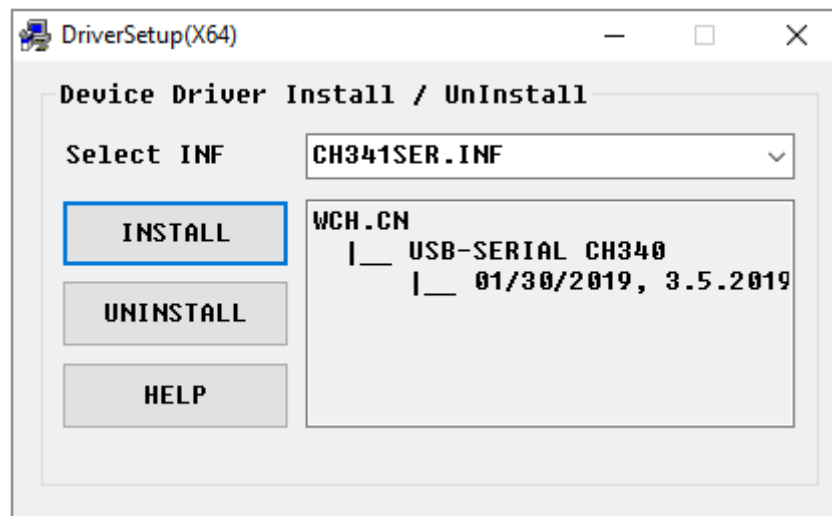 DriverSetup(X64)
Device Driver Install / UnInstall
Select INF
CH341SER.INF
INSTALL
UNINSTALL
HELP
WCH.CN
|__ USB-SERIAL CH340
|__ 01/30/2019, 3.5.2019